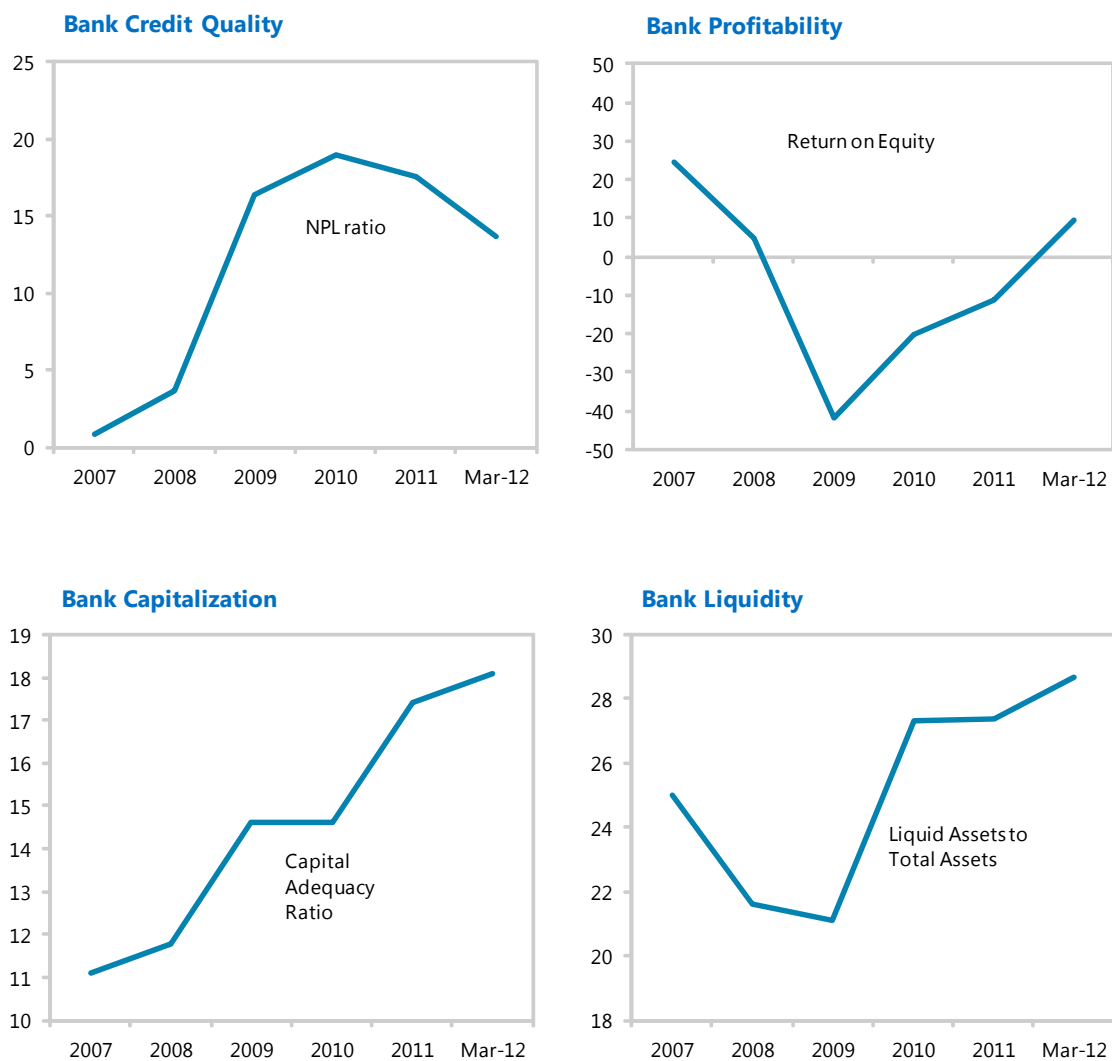 Bank Credit Quality
25
20
15
10
5
0
NPL ratio
2007 2008 2009 2010 2011 Mar-12
Bank Profitability
50
40
30
20
10
0
-10
-20
-30
-40
-50
Return on Equity
2007 2008 2009 2010 2011 Mar-12
Bank Capitalization
19
18
17
16
15
14
13
12
11
10
Capital
Adequacy
Ratio
2007 2008 2009 2010 2011 Mar-12
Bank Liquidity
30
28
26
24
22
20
18
Liquid Assets to
Total Assets
2007 2008 2009 2010 2011 Mar-12